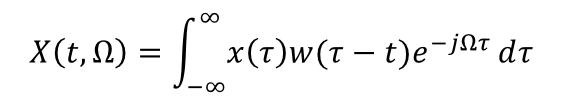 X(t, Ω) = ∫_{-∞}^{∞} x(τ)w(τ − t)e^{−jΩτ} dτ